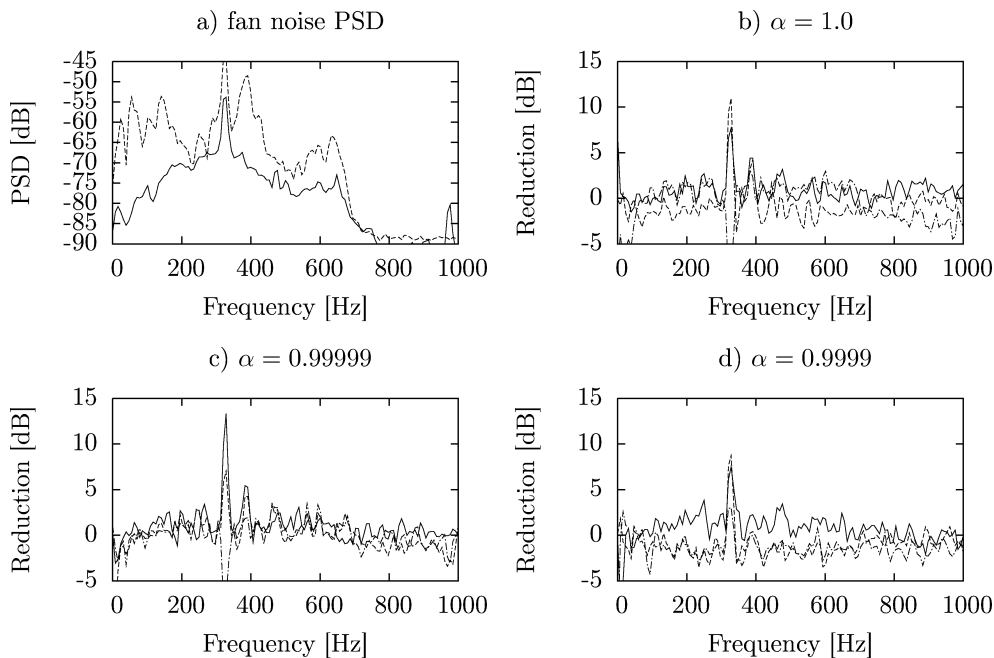 a) fan noise PSD
PSD [dB]
-45
-50
-55
-60
-65
-70
-75
-80
-85
-90
0 200 400 600 800 1000
Frequency [Hz]
b) α = 1.0
Reduction [dB]
15
10
5
0
-5
0 200 400 600 800 1000
Frequency [Hz]
c) α = 0.99999
Reduction [dB]
15
10
5
0
-5
0 200 400 600 800 1000
Frequency [Hz]
d) α = 0.9999
Reduction [dB]
15
10
5
0
-5
0 200 400 600 800 1000
Frequency [Hz]